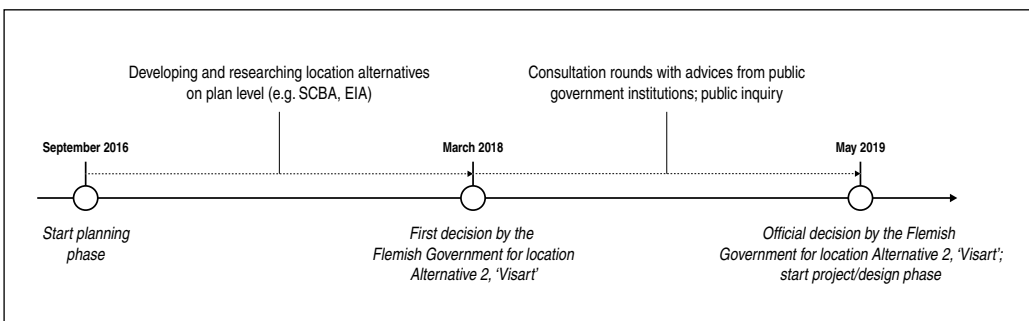 Developing and researching location alternatives
on plan level (e.g. SCBA, EIA)
Consultation rounds with advices from public
government institutions; public inquiry
September 2016
March 2018
May 2019
Start planning
phase
First decision by the
Flemish Government for location
Alternative 2, ‘Visart’
Official decision by the Flemish
Government for location Alternative 2, ‘Visart’;
start project/design phase